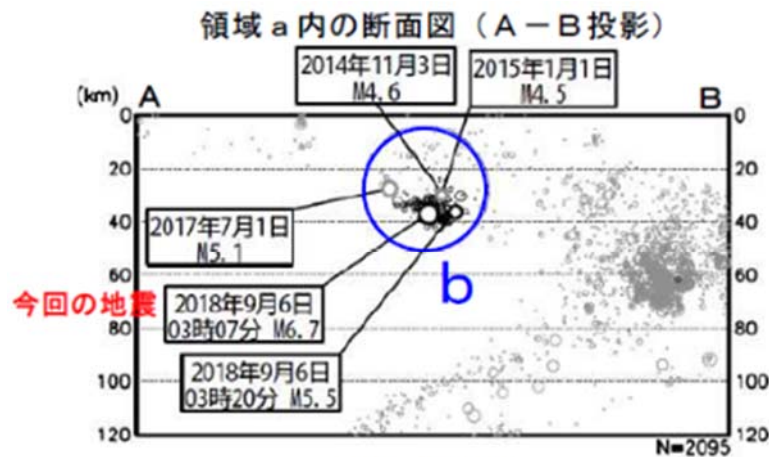 領域a内の断面図(A-B投影)
2014年11月3日
M4.6
2015年1月1日
M4.5
(km) A
B
0
0
20
20
2017年7月1日
M5.1
40
40
今回の地震
60
60
b
2018年9月6日
03時07分 M6.7
80
80
2018年9月6日
03時20分 M5.5
100
100
120
120
N=2095